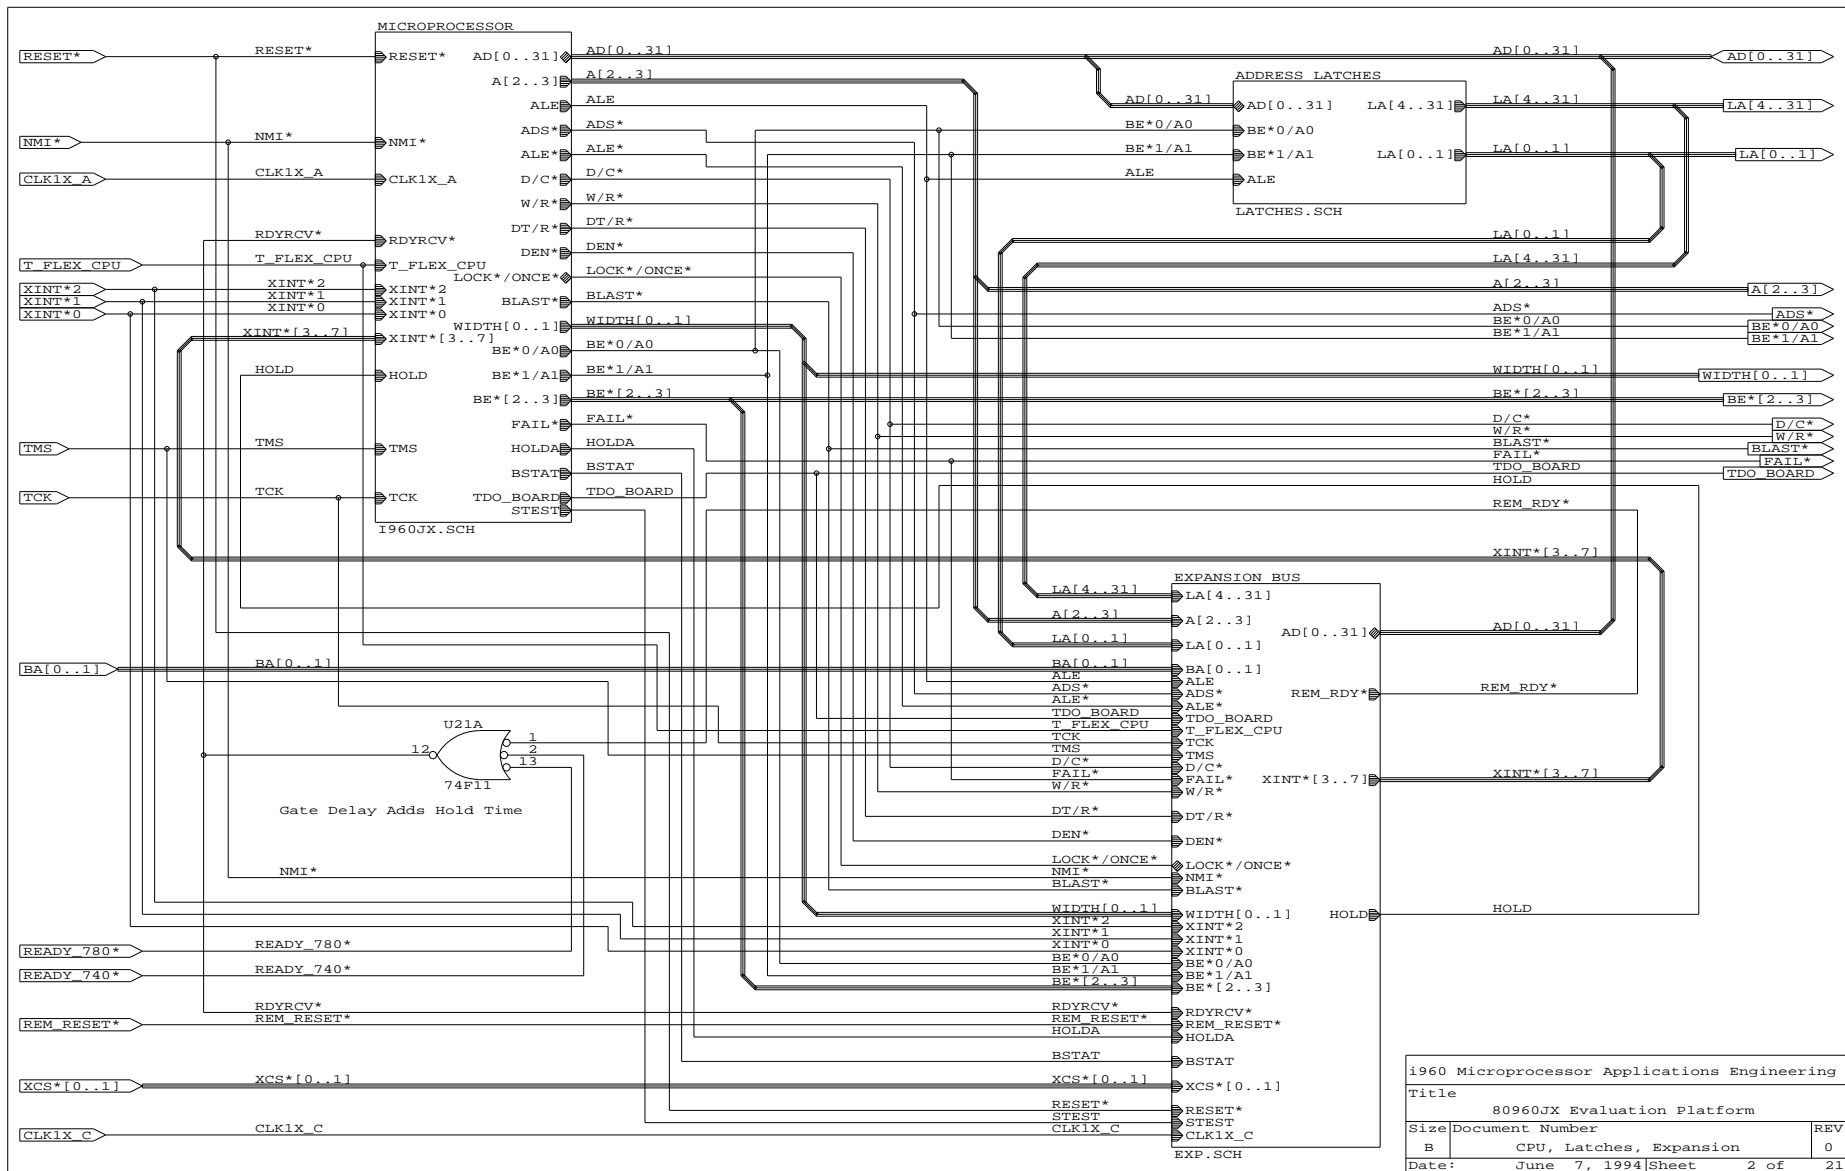 MICROPROCESSOR
RESET*
RESET*
RESET*
AD[0..31]
AD[0..31]
AD[0..31]
AD[0..31]
A[2..3]
A[2..3]
ADDRESS LATCHES
ALE
ALE
AD[0..31]
AD[0..31]
LA[4..31]
LA[4..31]
LA[4..31]
ADS*
ADS*
BE*0/A0
BE*0/A0
NMI*
NMI*
NMI*
ALE*
ALE*
BE*1/A1
BE*1/A1
LA[0..1]
LA[0..1]
LA[0..1]
CLK1X_A
CLK1X_A
CLK1X_A
D/C*
D/C*
ALE
ALE
W/R*
W/R*
LATCHES.SCH
DT/R*
DT/R*
RDYRCV*
RDYRCV*
LA[0..1]
DEN*
DEN*
T_FLEX_CPU
T_FLEX_CPU
T_FLEX_CPU
LA[4..31]
LOCK*/ONCE*
LOCK*/ONCE*
XINT*2
XINT*2
XINT*2
A[2..3]
A[2..3]
XINT*1
XINT*1
XINT*1
BLAST*
BLAST*
XINT*0
XINT*0
XINT*0
ADS*
ADS*
WIDTH[0..1]
WIDTH[0..1]
BE*0/A0
BE*0/A0
XINT*[3..7]
XINT*[3..7]
BE*1/A1
BE*1/A1
BE*0/A0
BE*0/A0
HOLD
HOLD
BE*1/A1
BE*1/A1
WIDTH[0..1]
WIDTH[0..1]
BE*[2..3]
BE*[2..3]
BE*[2..3]
BE*[2..3]
FAIL*
FAIL*
D/C*
D/C*
W/R*
W/R*
TMS
TMS
TMS
HOLDA
HOLDA
BLAST*
BLAST*
FAIL*
FAIL*
BSTAT
BSTAT
TDO_BOARD
TDO_BOARD
TCK
TCK
TCK
TDO_BOARD
TDO_BOARD
HOLD
STEST
REM_RDY*
I960JX.SCH
XINT*[3..7]
EXPANSION BUS
LA[4..31]
LA[4..31]
A[2..3]
A[2..3]
AD[0..31]
AD[0..31]
LA[0..1]
LA[0..1]
BA[0..1]
BA[0..1]
BA[0..1]
BA[0..1]
ALE
ALE
ADS*
ADS*
REM_RDY*
REM_RDY*
ALE*
ALE*
TDO_BOARD
TDO_BOARD
T_FLEX_CPU
T_FLEX_CPU
U21A
1
2
13
12
74F11
TCK
TCK
TMS
TMS
D/C*
D/C*
FAIL*
FAIL*
XINT*[3..7]
XINT*[3..7]
W/R*
W/R*
Gate Delay Adds Hold Time
DT/R*
DT/R*
DEN*
DEN*
LOCK*/ONCE*
LOCK*/ONCE*
NMI*
NMI*
NMI*
BLAST*
BLAST*
WIDTH[0..1]
WIDTH[0..1]
HOLD
HOLD
XINT*2
XINT*2
XINT*1
XINT*1
XINT*0
XINT*0
READY_780*
READY_780*
BE*0/A0
BE*0/A0
READY_740*
READY_740*
BE*1/A1
BE*1/A1
BE*[2..3]
BE*[2..3]
RDYRCV*
RDYRCV*
RDYRCV*
REM_RESET*
REM_RESET*
REM_RESET*
REM_RESET*
HOLDA
HOLDA
BSTAT
BSTAT
XCS*[0..1]
XCS*[0..1]
XCS*[0..1]
XCS*[0..1]
RESET*
RESET*
STEST
STEST
CLK1X_C
CLK1X_C
CLK1X_C
CLK1X_C
EXP.SCH
i960 Microprocessor Applications Engineering
Title
80960JX Evaluation Platform
Size Document Number REV
B CPU, Latches, Expansion 0
Date: June 7, 1994 Sheet 2 of 21